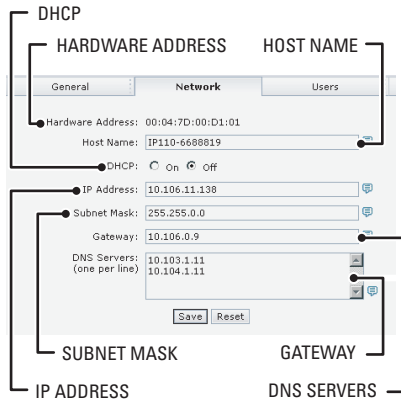 DHCP
HARDWARE ADDRESS HOST NAME
General Network Users
Hardware Address: 00:04:7D:00:D1:01
Host Name: IP110-6688819
DHCP: On Off
IP Address: 10.106.11.138
Subnet Mask: 255.255.0.0
Gateway: 10.106.0.9
DNS Servers: 10.103.1.11
(one per line) 10.104.1.11
Save Reset
SUBNET MASK GATEWAY
IP ADDRESS DNS SERVERS